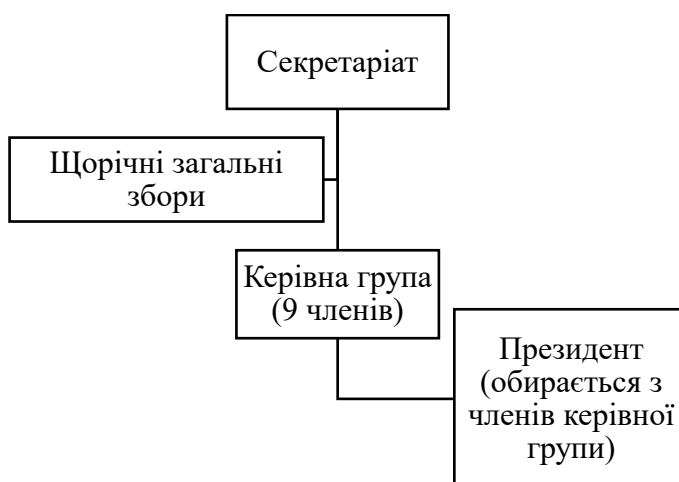 Секретаріат
Щорічні загальні
збори
Керівна група
(9 членів)
Президент
(обирається з
членів керівної
групи)